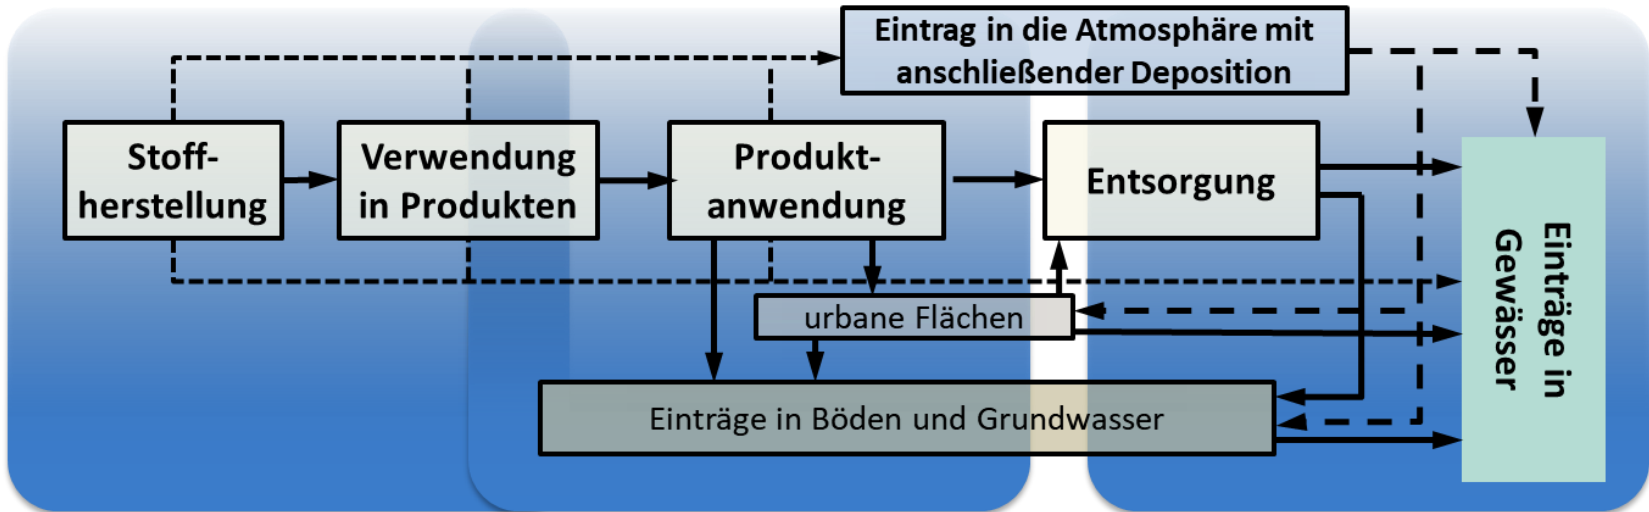 Eintrag in die Atmosphäre mit
anschließender Deposition
Stoff-
herstellung
Verwendung
in Produkten
Produkt-
anwendung
Entsorgung
urbane Flächen
Einträge in Böden und Grundwasser
Einträge in
Gewässer